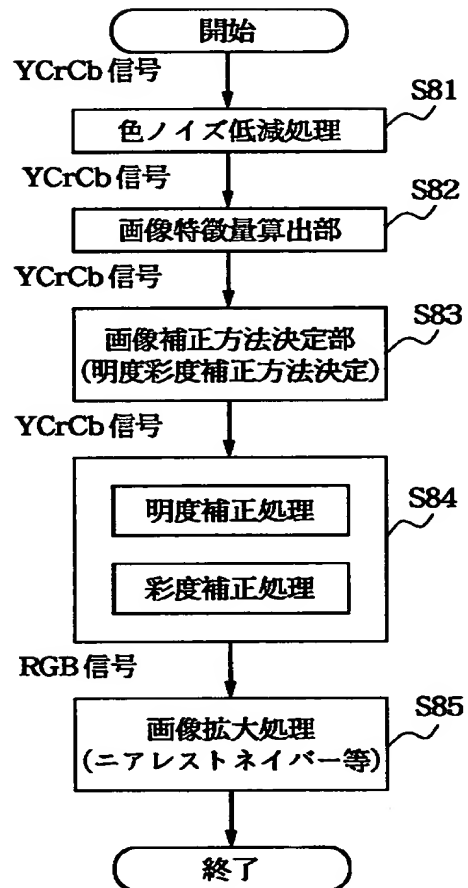 開始
YCrCb 信号
S81
色ノイズ低減処理
YCrCb 信号
S82
画像特徴量算出部
YCrCb 信号
S83
画像補正方法決定部
(明度彩度補正方法決定)
YCrCb 信号
S84
明度補正処理
彩度補正処理
RGB 信号
S85
画像拡大処理
(ニアレストネイバー等)
終了